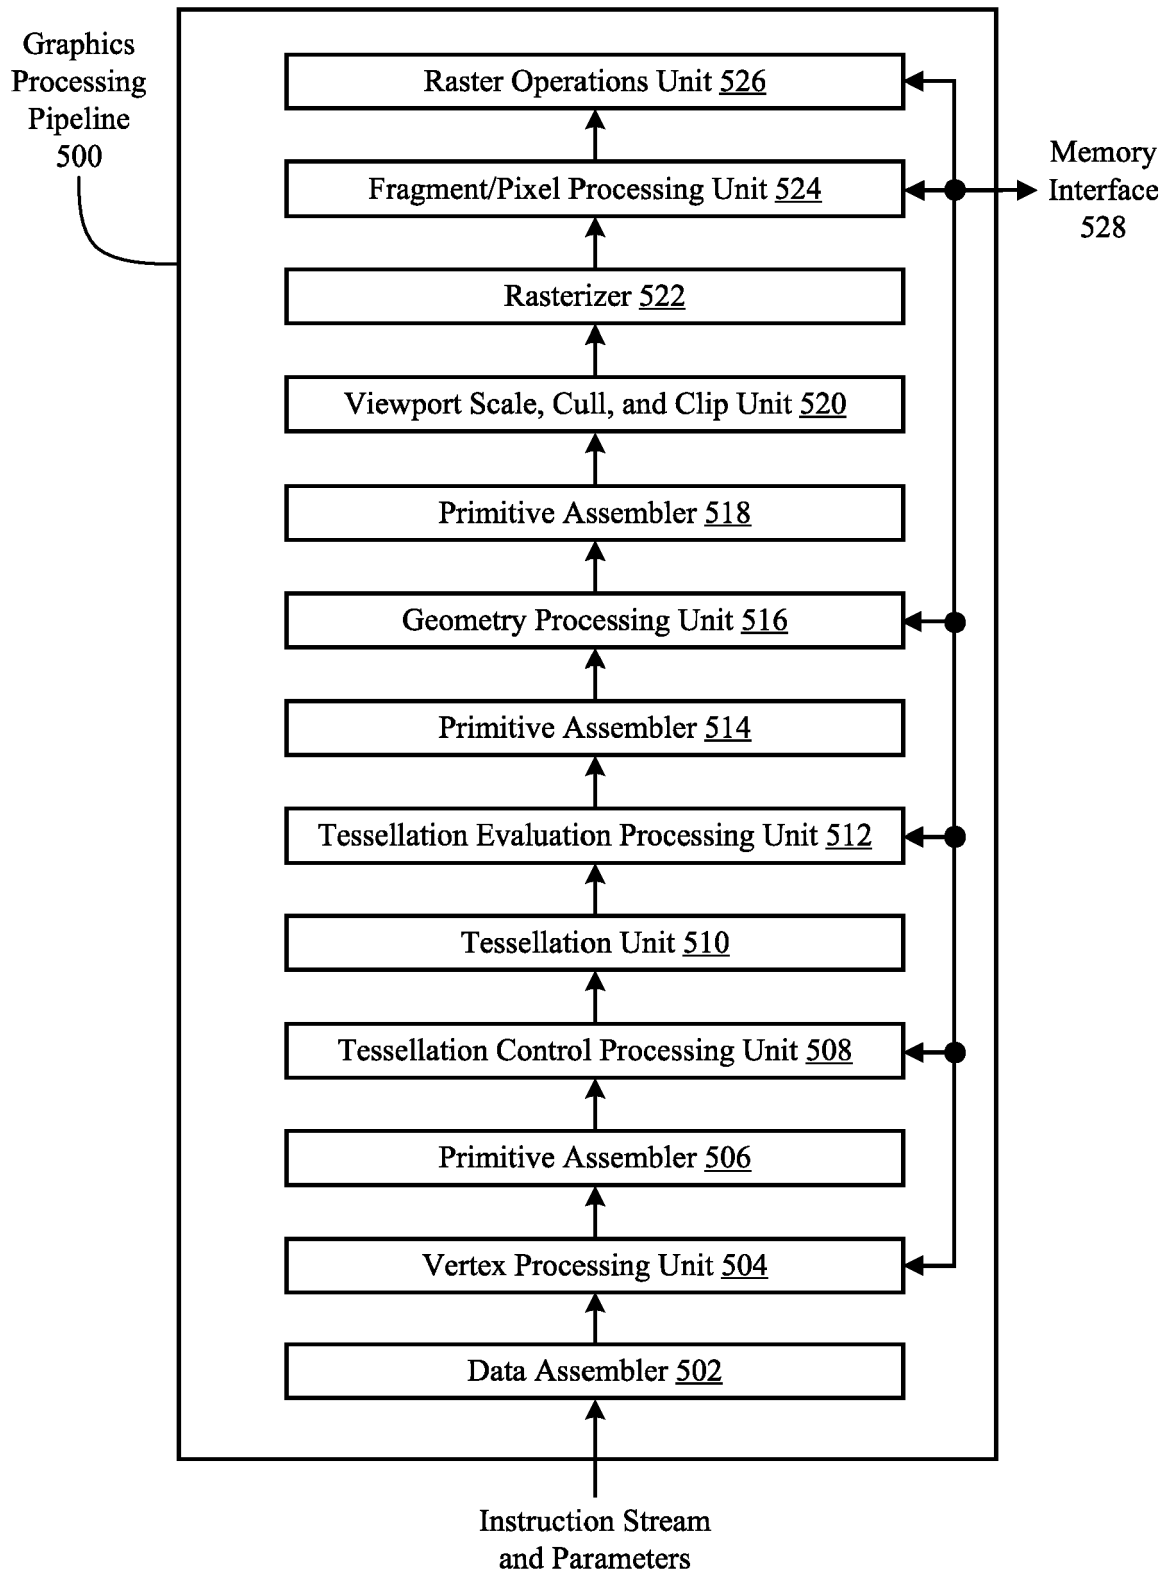 Graphics
Processing
Pipeline
500
Raster Operations Unit 526
Fragment/Pixel Processing Unit 524
Memory
Interface
528
Rasterizer 522
Viewport Scale, Cull, and Clip Unit 520
Primitive Assembler 518
Geometry Processing Unit 516
Primitive Assembler 514
Tessellation Evaluation Processing Unit 512
Tessellation Unit 510
Tessellation Control Processing Unit 508
Primitive Assembler 506
Vertex Processing Unit 504
Data Assembler 502
Instruction Stream
and Parameters